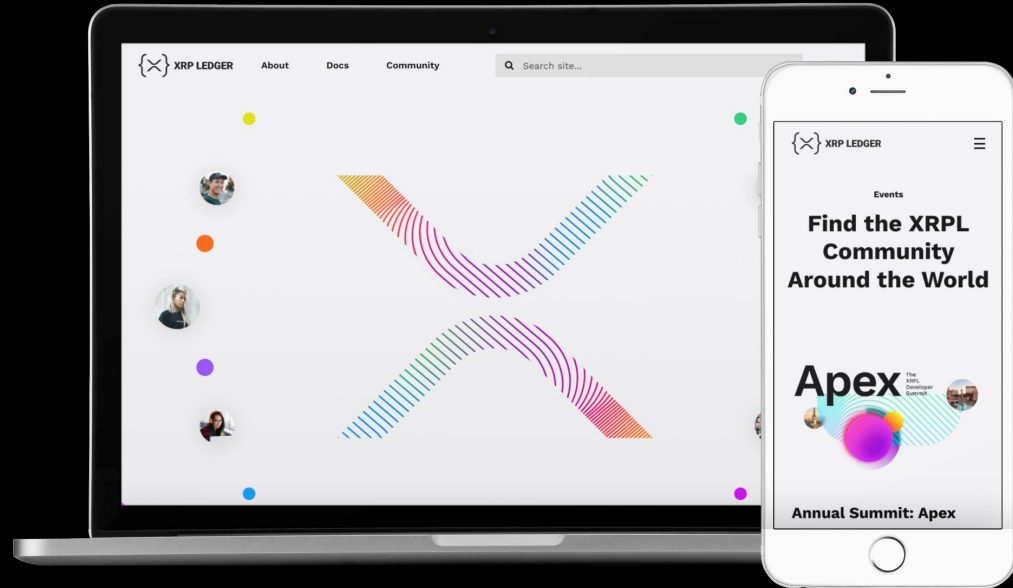 XRP LEDGER About Docs Community Search site...
XRP LEDGER
Events
Find the XRPL
Community
Around the World
Apex
The
XRPL
Developer
Summit
Annual Summit: Apex